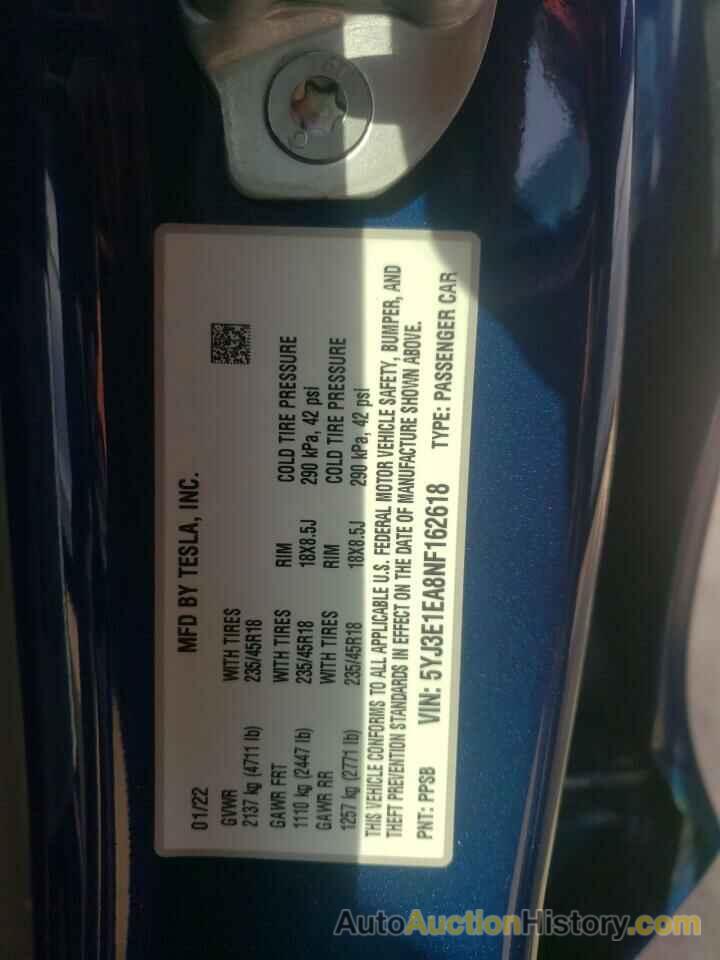 MFD BY TESLA, INC.
01/22
GVWR WITH TIRES
2137 kg (4711 lb) 235/45R18
GAWR FRT WITH TIRES RIM COLD TIRE PRESSURE
1110 kg (2447 lb) 235/45R18 18X8.5J 290 kPa, 42 psi
GAWR RR WITH TIRES RIM COLD TIRE PRESSURE
1257 kg (2771 lb) 235/45R18 18X8.5J 290 kPa, 42 psi
THIS VEHICLE CONFORMS TO ALL APPLICABLE U.S. FEDERAL MOTOR VEHICLE SAFETY, BUMPER, AND
THEFT PREVENTION STANDARDS IN EFFECT ON THE DATE OF MANUFACTURE SHOWN ABOVE.
PNT: PPSB VIN: 5YJ3E1EA8NF162618 TYPE: PASSENGER CAR
AutoAuctionHistory.com